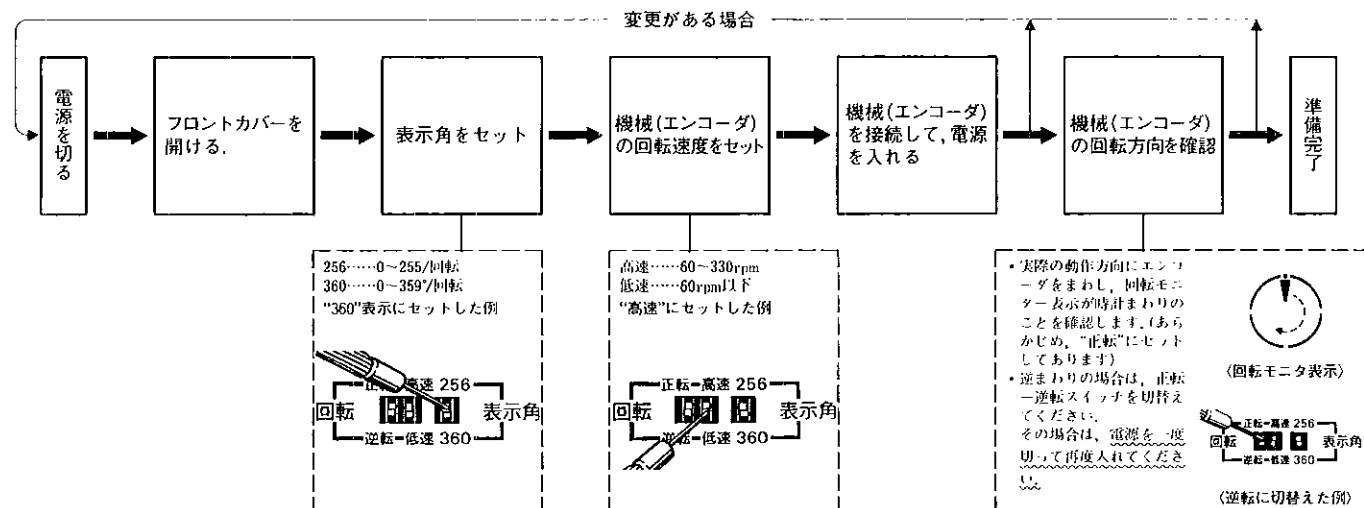 変更がある場合
電源を切る
フロントカバーを
開ける.
表示角をセット
機械(エンコーダ)
の回転速度をセット
機械(エンコーダ)
を接続して,電源
を入れる
機械(エンコーダ)
の回転方向を確認
準備完了
256……0~255/回転
360……0~359°/回転
“360”表示にセットした例
正転-高速 256
回転 表示角
逆転-低速 360
高速……60~330rpm
低速……60rpm以下
“高速”にセットした例
正転-高速 256
回転 表示角
逆転-低速 360
・実際の動作方向にエンコ
ーダをまわし,回転モニ
ター表示が時計まわりの
ことを確認します.(あら
かじめ,“正転”にセット
してあります)
・逆まわりの場合は,正転
―逆転スイッチを切替え
てください.
その場合は,電源を一度
切って再度入れてくださ
い.
〈回転モニタ表示〉
正転-高速 256
回転 表示角
逆転-低速 360
〈逆転に切替えた例〉